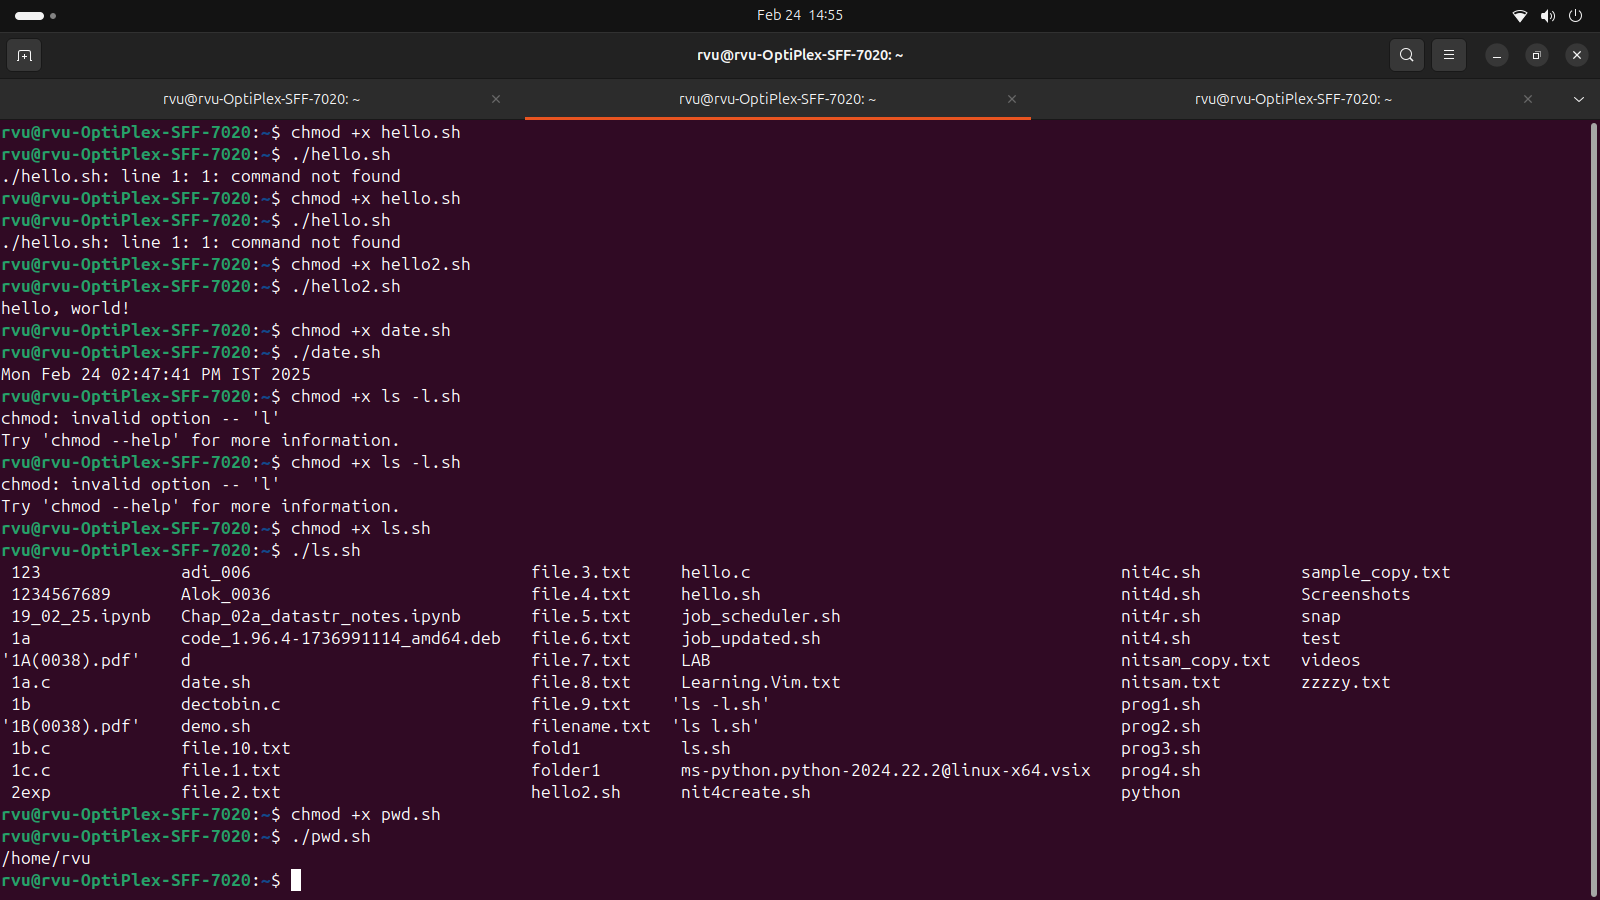 Feb 24 14:55
rvu@rvu-OptiPlex-SFF-7020: ~
rvu@rvu-OptiPlex-SFF-7020: ~ rvu@rvu-OptiPlex-SFF-7020: ~ rvu@rvu-OptiPlex-SFF-7020: ~
rvu@rvu-OptiPlex-SFF-7020:~$ chmod +x hello.sh
rvu@rvu-OptiPlex-SFF-7020:~$ ./hello.sh
./hello.sh: line 1: 1: command not found
rvu@rvu-OptiPlex-SFF-7020:~$ chmod +x hello.sh
rvu@rvu-OptiPlex-SFF-7020:~$ ./hello.sh
./hello.sh: line 1: 1: command not found
rvu@rvu-OptiPlex-SFF-7020:~$ chmod +x hello2.sh
rvu@rvu-OptiPlex-SFF-7020:~$ ./hello2.sh
hello, world!
rvu@rvu-OptiPlex-SFF-7020:~$ chmod +x date.sh
rvu@rvu-OptiPlex-SFF-7020:~$ ./date.sh
Mon Feb 24 02:47:41 PM IST 2025
rvu@rvu-OptiPlex-SFF-7020:~$ chmod +x ls -l.sh
chmod: invalid option -- 'l'
Try 'chmod --help' for more information.
rvu@rvu-OptiPlex-SFF-7020:~$ chmod +x ls -l.sh
chmod: invalid option -- 'l'
Try 'chmod --help' for more information.
rvu@rvu-OptiPlex-SFF-7020:~$ chmod +x ls.sh
rvu@rvu-OptiPlex-SFF-7020:~$ ./ls.sh
123 adi_006 file.3.txt hello.c nit4c.sh sample_copy.txt
1234567689 Alok_0036 file.4.txt hello.sh nit4d.sh Screenshots
19_02_25.ipynb Chap_02a_datastr_notes.ipynb file.5.txt job_scheduler.sh nit4r.sh snap
1a code_1.96.4-1736991114_amd64.deb file.6.txt job_updated.sh nit4.sh test
'1A(0038).pdf' d file.7.txt LAB nitsam_copy.txt videos
1a.c date.sh file.8.txt Learning.Vim.txt nitsam.txt zzzzy.txt
1b dectobin.c file.9.txt 'ls -l.sh' prog1.sh
'1B(0038).pdf' demo.sh filename.txt 'ls l.sh' prog2.sh
1b.c file.10.txt fold1 ls.sh prog3.sh
1c.c file.1.txt folder1 ms-python.python-2024.22.2@linux-x64.vsix prog4.sh
2exp file.2.txt hello2.sh nit4create.sh python
rvu@rvu-OptiPlex-SFF-7020:~$ chmod +x pwd.sh
rvu@rvu-OptiPlex-SFF-7020:~$ ./pwd.sh
/home/rvu
rvu@rvu-OptiPlex-SFF-7020:~$